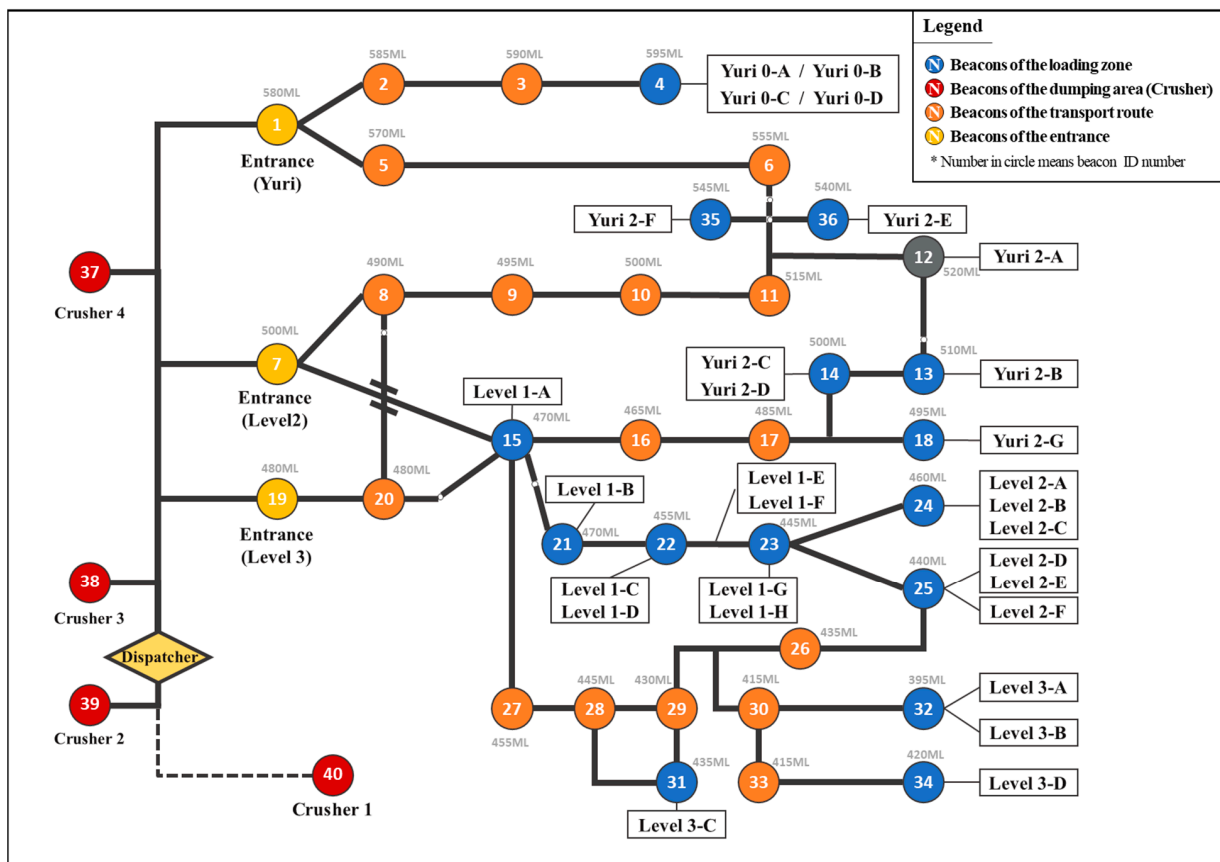 Legend
N Beacons of the loading zone
N Beacons of the dumping area (Crusher)
N Beacons of the transport route
N Beacons of the entrance
* Number in circle means beacon ID number
585ML
590ML
595ML
2
3
4
Yuri 0-A / Yuri 0-B
Yuri 0-C / Yuri 0-D
580ML
1
Entrance
(Yuri)
570ML
5
555ML
6
545ML
35
540ML
36
Yuri 2-F
Yuri 2-E
12
520ML
Yuri 2-A
37
Crusher 4
490ML
8
495ML
9
500ML
10
515ML
11
500ML
7
Entrance
(Level2)
Yuri 2-C
Yuri 2-D
500ML
14
510ML
13
Yuri 2-B
Level 1-A
470ML
15
465ML
16
485ML
17
495ML
18
Yuri 2-G
480ML
19
Entrance
(Level 3)
480ML
20
Level 1-B
21
470ML
455ML
22
Level 1-C
Level 1-D
Level 1-E
Level 1-F
445ML
23
Level 1-G
Level 1-H
460ML
24
Level 2-A
Level 2-B
Level 2-C
440ML
25
Level 2-D
Level 2-E
Level 2-F
38
Crusher 3
Dispatcher
39
Crusher 2
40
Crusher 1
435ML
26
27
455ML
445ML
28
430ML
29
415ML
30
395ML
32
Level 3-A
Level 3-B
435ML
31
Level 3-C
415ML
33
420ML
34
Level 3-D